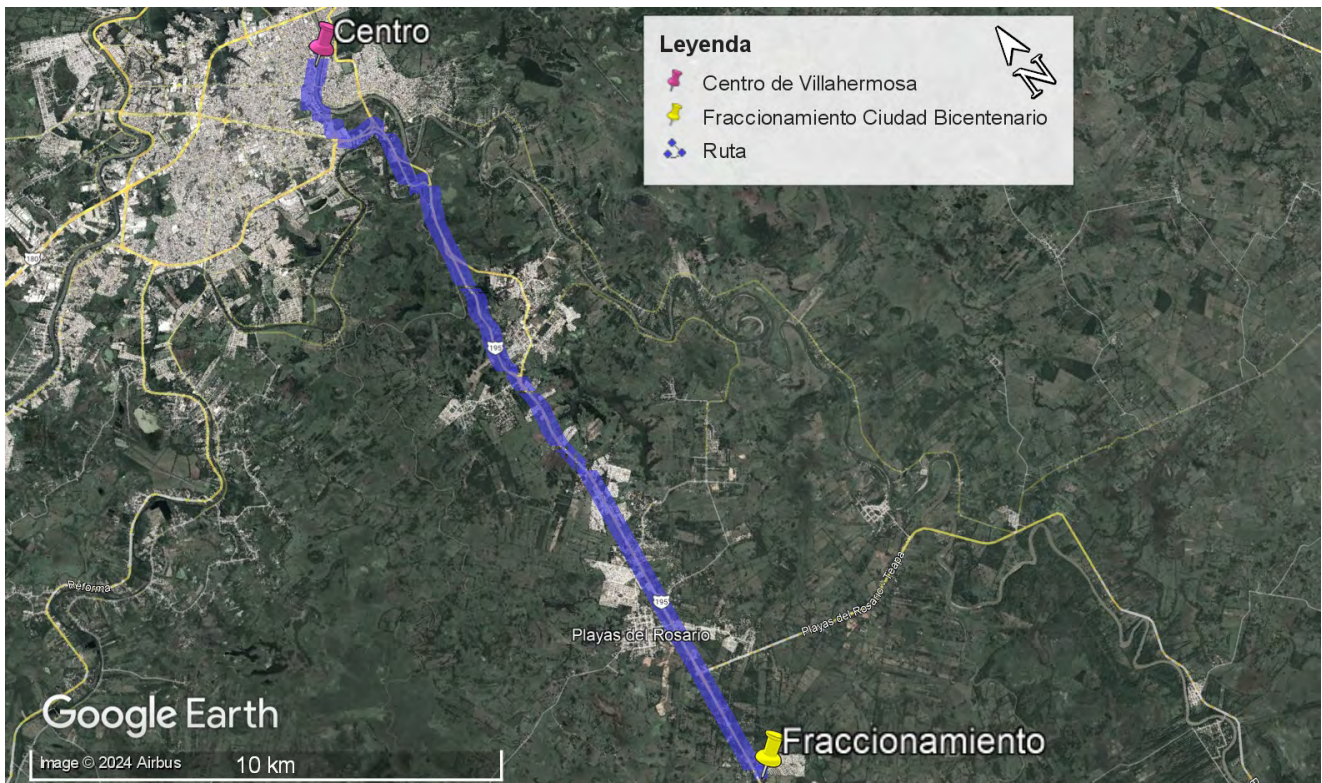 Centro
Leyenda
N
Centro de Villahermosa
Fraccionamiento Ciudad Bicentenario
Ruta
180
195
Reforma
195
Playas del Rosario-Teapa
Playas del Rosario
Google Earth
Fraccionamiento
Image © 2024 Airbus
10 km